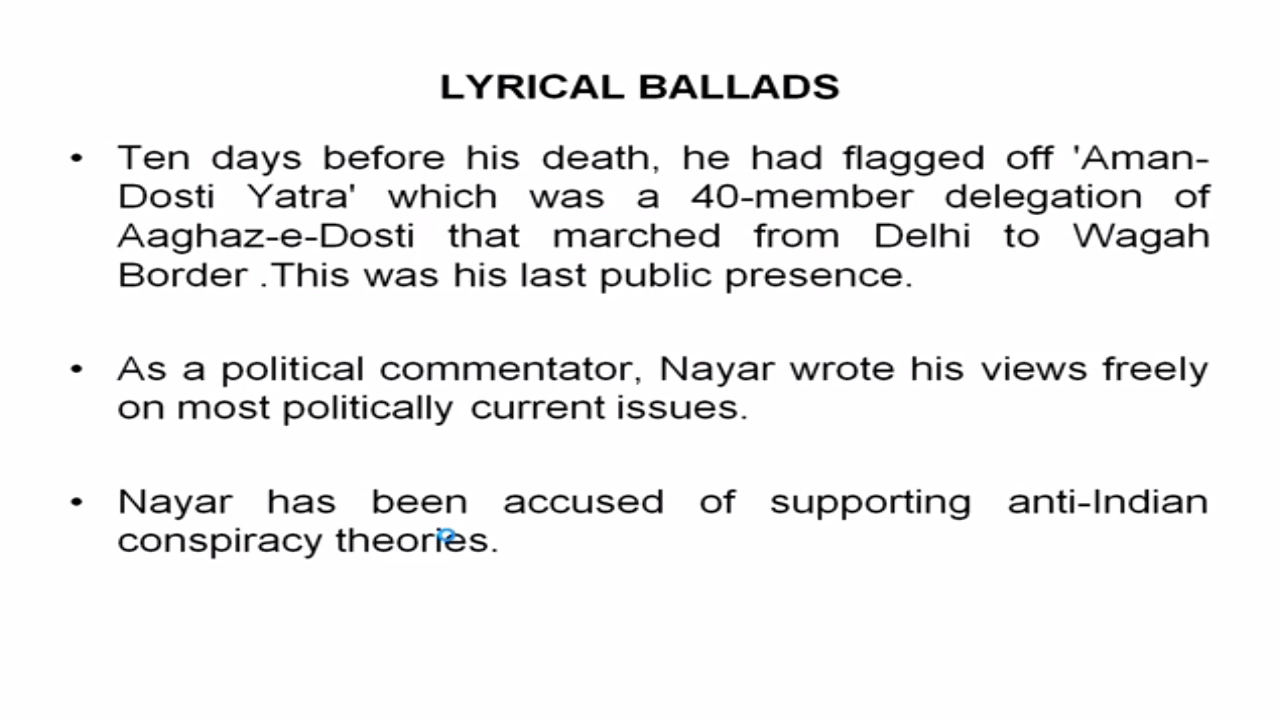 LYRICAL BALLADS
• Ten days before his death, he had flagged off 'Aman-
Dosti Yatra' which was a 40-member delegation of
Aaghaz-e-Dosti that marched from Delhi to Wagah
Border .This was his last public presence.
• As a political commentator, Nayar wrote his views freely
on most politically current issues.
• Nayar has been accused of supporting anti-Indian
conspiracy theories.